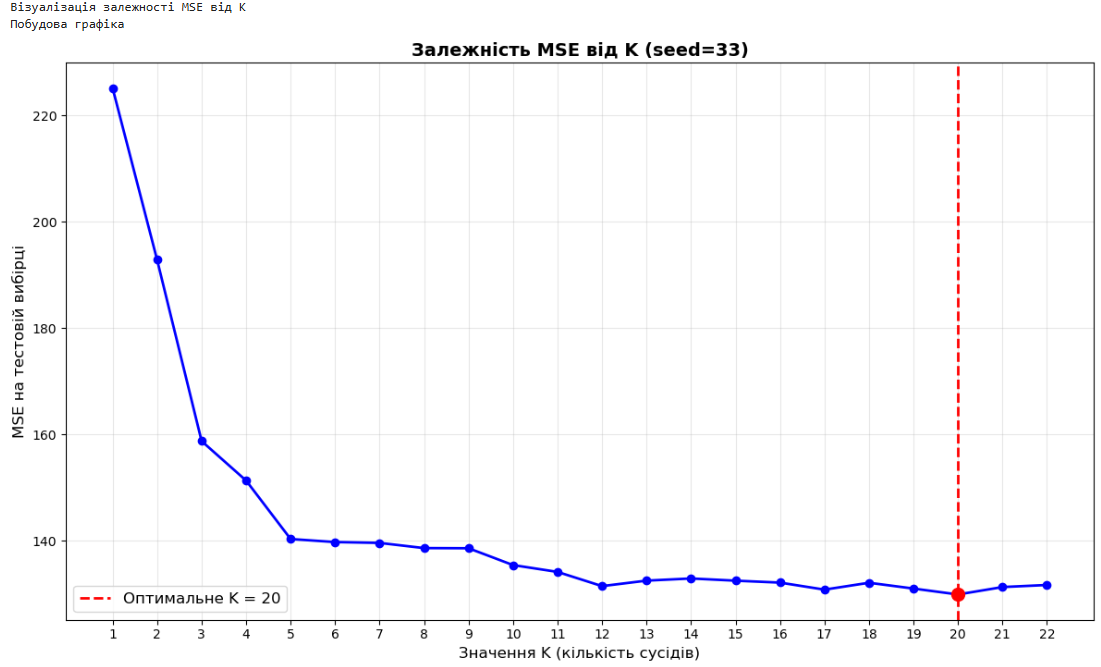 Візуалізація залежності MSE від K
Побудова графіка
Залежність MSE від K (seed=33)
MSE на тестовій вибірці
220
200
180
160
140
Оптимальне K = 20
1 2 3 4 5 6 7 8 9 10 11 12 13 14 15 16 17 18 19 20 21 22
Значення K (кількість сусідів)